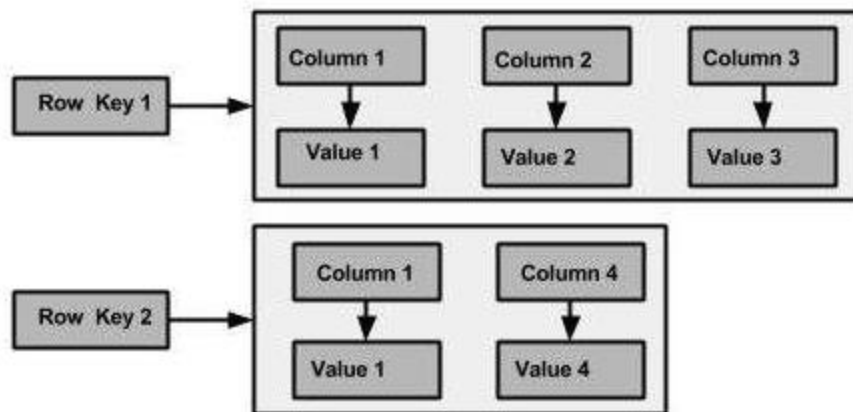 Column 1
Column 2
Column 3
Row Key 1
Value 1
Value 2
Value 3
Column 1
Column 4
Row Key 2
Value 1
Value 4